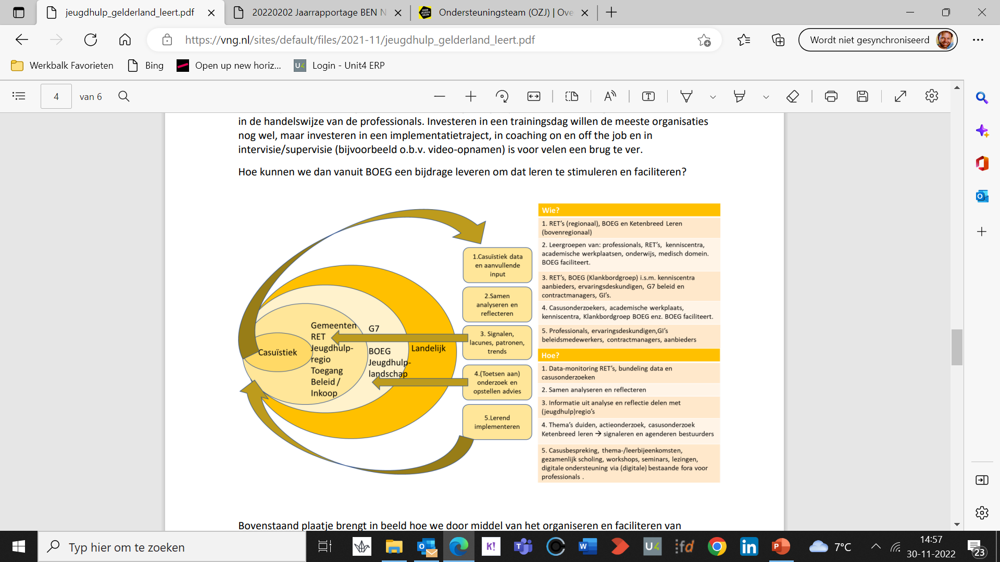 jeugdhulp_gelderland_leert.pdf
20220202 Jaarrapportage BEN N
Ondersteuningsteam (OZJ) | Ove
https://vng.nl/sites/default/files/2021-11/jeugdhulp_gelderland_leert.pdf
Wordt niet gesynchroniseerd
Werkbalk Favorieten
Bing
Open up new horiz...
U4
Login - Unit4 ERP
4
van 6
in de handelswijze van de professionals. Investeren in een trainingsdag willen de meeste organisaties
nog wel, maar investeren in een implementatietraject, in coaching on en off the job en in
intervisie/supervisie (bijvoorbeeld o.b.v. video-opnamen) is voor velen een brug te ver.
Hoe kunnen we dan vanuit BOEG een bijdrage leveren om dat leren te stimuleren en faciliteren?
Casuïstiek
Gemeenten
RET
Jeugdhulp-
regio
Toegang
Beleid /
Inkoop
G7
BOEG
Jeugdhulp-
landschap
Landelijk
1.Casuïstiek data
en aanvullende
input
2.Samen
analyseren en
reflecteren
3. Signalen,
lacunes, patronen,
trends
4.(Toetsen aan)
onderzoek en
opstellen advies
5.Lerend
implementeren
Wie?
1. RET's (regionaal), BOEG en Ketenbreed Leren
(bovenregionaal)
2. Leergroepen van: professionals, RET's, kenniscentra,
academische werkplaatsen, onderwijs, medisch domein.
BOEG faciliteert.
3. RET's, BOEG (Klankbordgroep) i.s.m. kenniscentra
aanbieders, ervaringsdeskundigen, G7 beleid en
contractmanagers, GI's.
4. Casusonderzoekers, academische werkplaats,
kenniscentra, Klankbordgroep BOEG enz. BOEG faciliteert.
5. Professionals, ervaringsdeskundigen,GI's
beleidsmedewerkers, contractmanagers, aanbieders
Hoe?
1. Data-monitoring RET's, bundeling data en
casusonderzoeken
2. Samen analyseren en reflecteren
3. Informatie uit analyse en reflectie delen met
(jeugdhulp)regio's
4. Thema's duiden, actieonderzoek, casusonderzoek
Ketenbreed leren → signaleren en agenderen bestuurders
5. Casusbespreking, thema-/leerbijeenkomsten,
gezamenlijk scholing, workshops, seminars, lezingen,
digitale ondersteuning via (digitale) bestaande fora voor
professionals .
Bovenstaand plaatje brengt in beeld hoe we door middel van het organiseren en faciliteren van
Typ hier om te zoeken
K!
U4
fd
7°C
14:57
30-11-2022
23